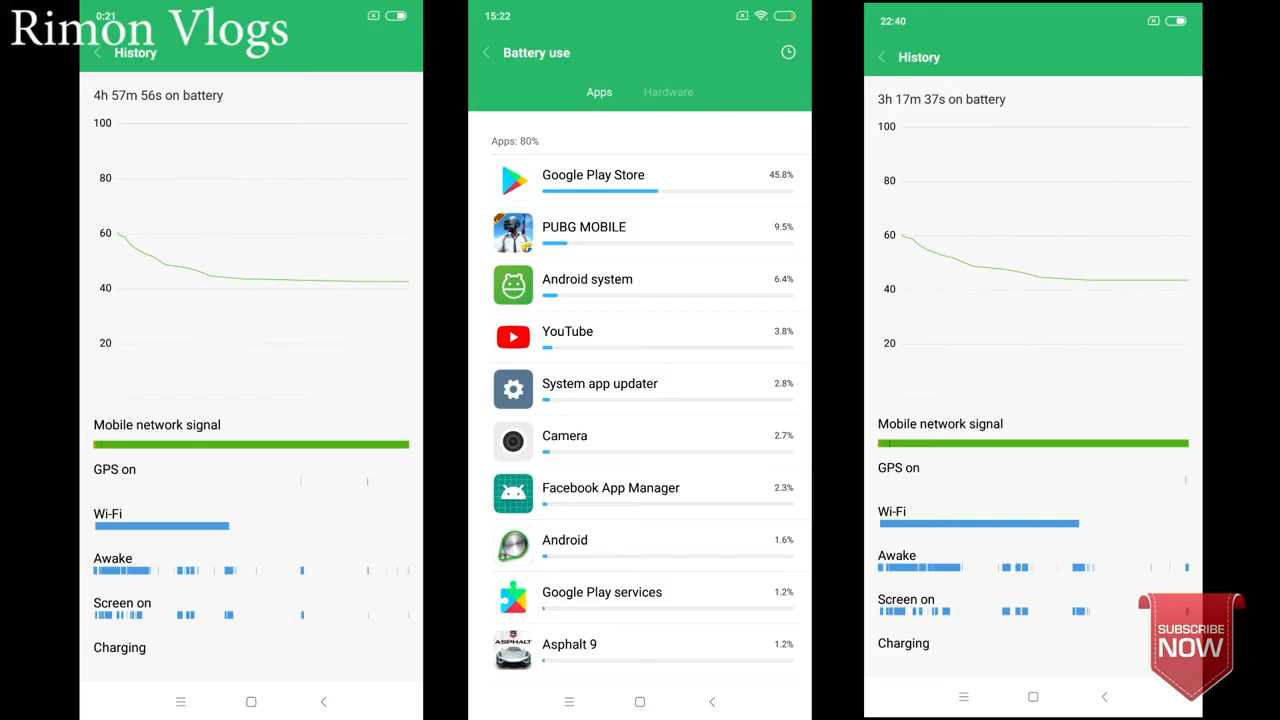 Rimon Vlogs
0:21
History
4h 57m 56s on battery
100
80
60
40
20
Mobile network signal
GPS on
Wi-Fi
Awake
Screen on
Charging
15:22
Battery use
Apps Hardware
Apps: 80%
Google Play Store 45.8%
PUBG MOBILE 9.5%
Android system 6.4%
YouTube 3.8%
System app updater 2.8%
Camera 2.7%
Facebook App Manager 2.3%
Android 1.6%
Google Play services 1.2%
ASPHALT
Asphalt 9 1.2%
22:40
History
3h 17m 37s on battery
100
80
60
40
20
Mobile network signal
GPS on
Wi-Fi
Awake
Screen on
Charging
SUBSCRIBE
NOW